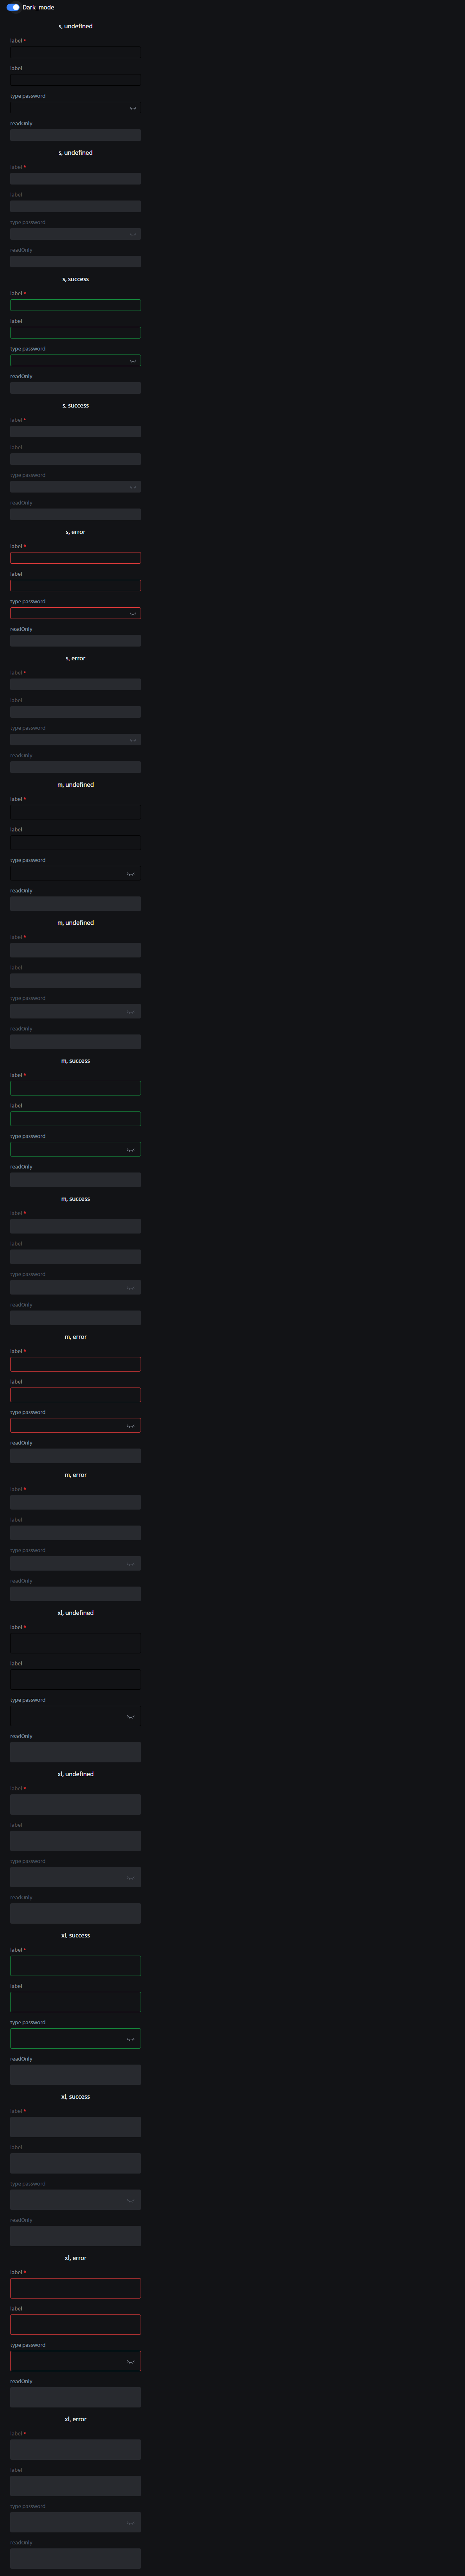 Dark_mode
s, undefined
label *
label
type password
readOnly
s, undefined
label *
label
type password
readOnly
s, success
label *
label
type password
readOnly
s, success
label *
label
type password
readOnly
s, error
label *
label
type password
readOnly
s, error
label *
label
type password
readOnly
m, undefined
label *
label
type password
readOnly
m, undefined
label *
label
type password
readOnly
m, success
label *
label
type password
readOnly
m, success
label *
label
type password
readOnly
m, error
label *
label
type password
readOnly
m, error
label *
label
type password
readOnly
xl, undefined
label *
label
type password
readOnly
xl, undefined
label *
label
type password
readOnly
xl, success
label *
label
type password
readOnly
xl, success
label *
label
type password
readOnly
xl, error
label *
label
type password
readOnly
xl, error
label *
label
type password
readOnly